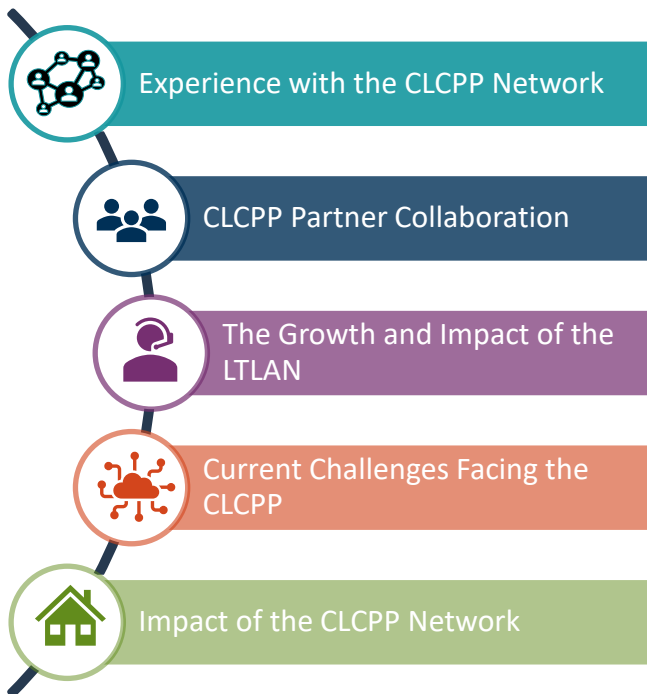 Experience with the CLCPP Network
CLCPP Partner Collaboration
The Growth and Impact of the
LTLAN
Current Challenges Facing the
CLCPP
Impact of the CLCPP Network